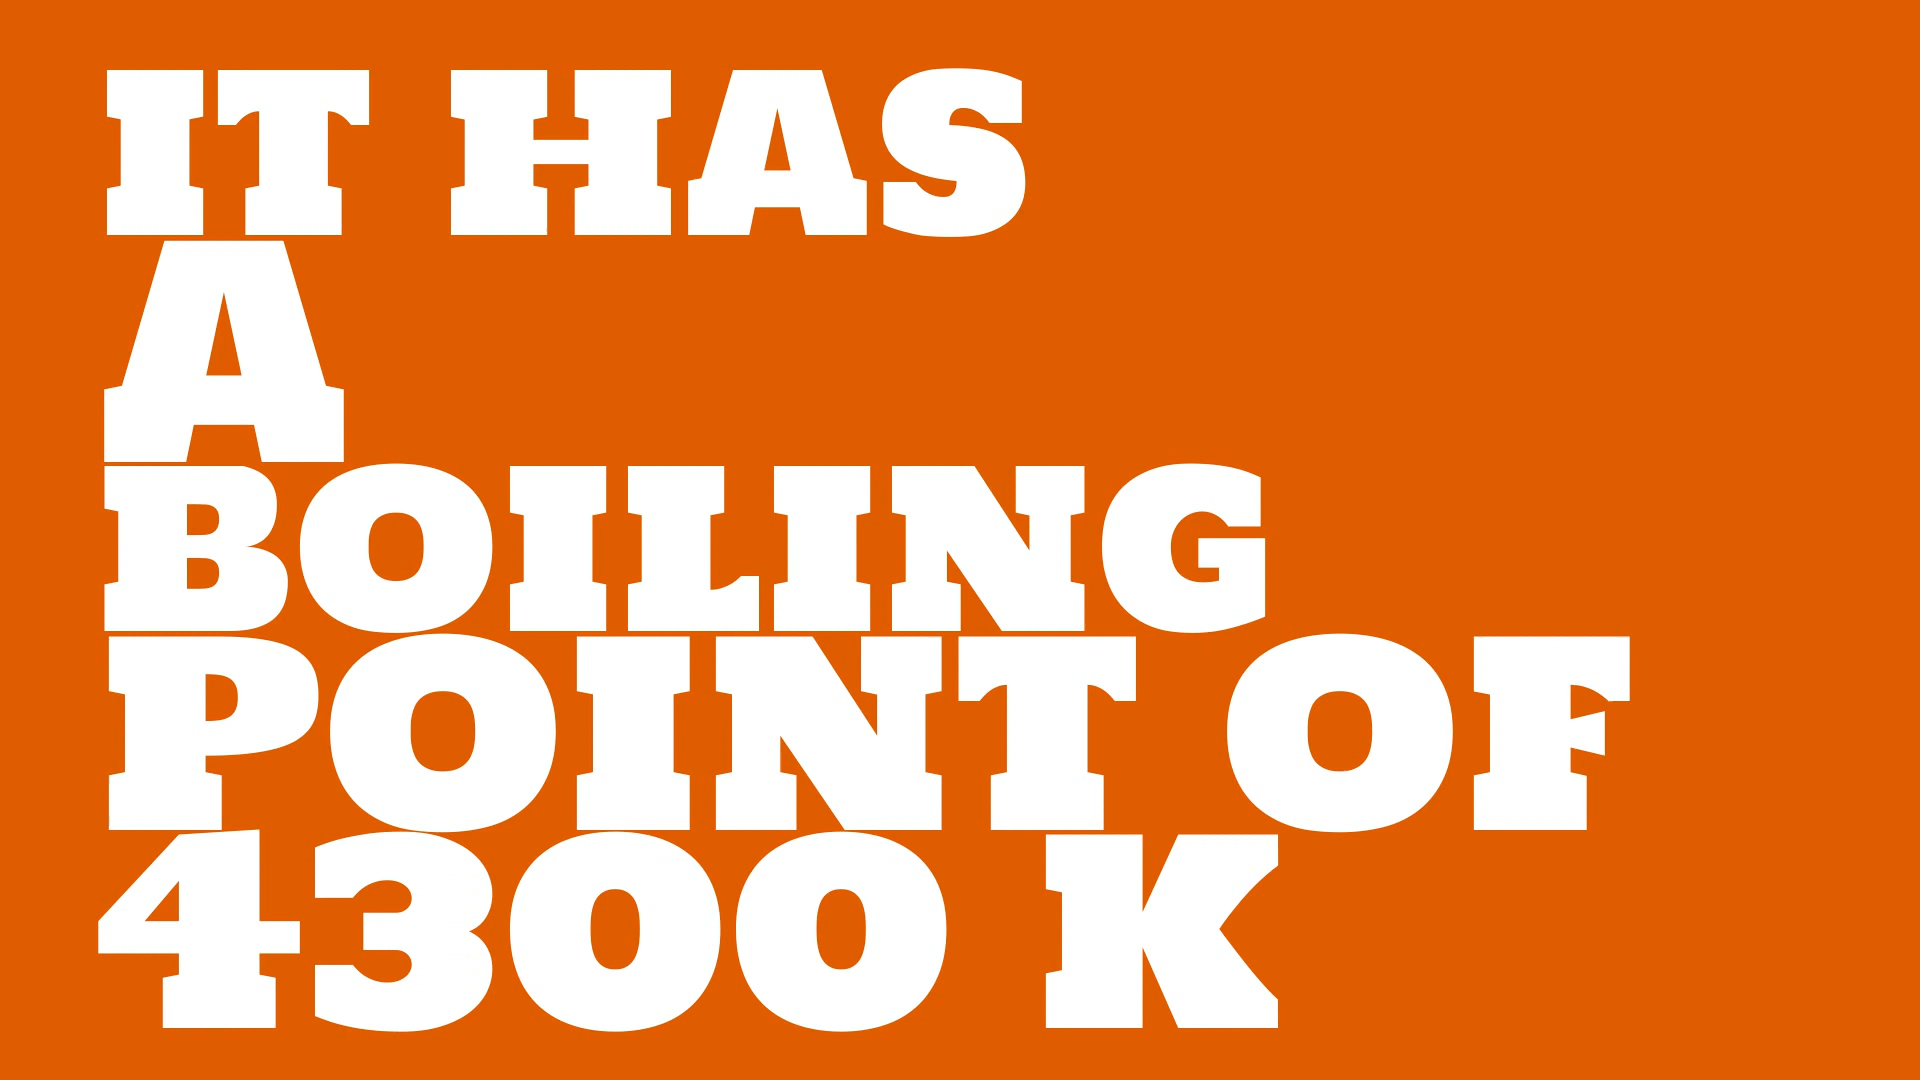 IT HAS
A
BOILING
POINT OF
4300 K